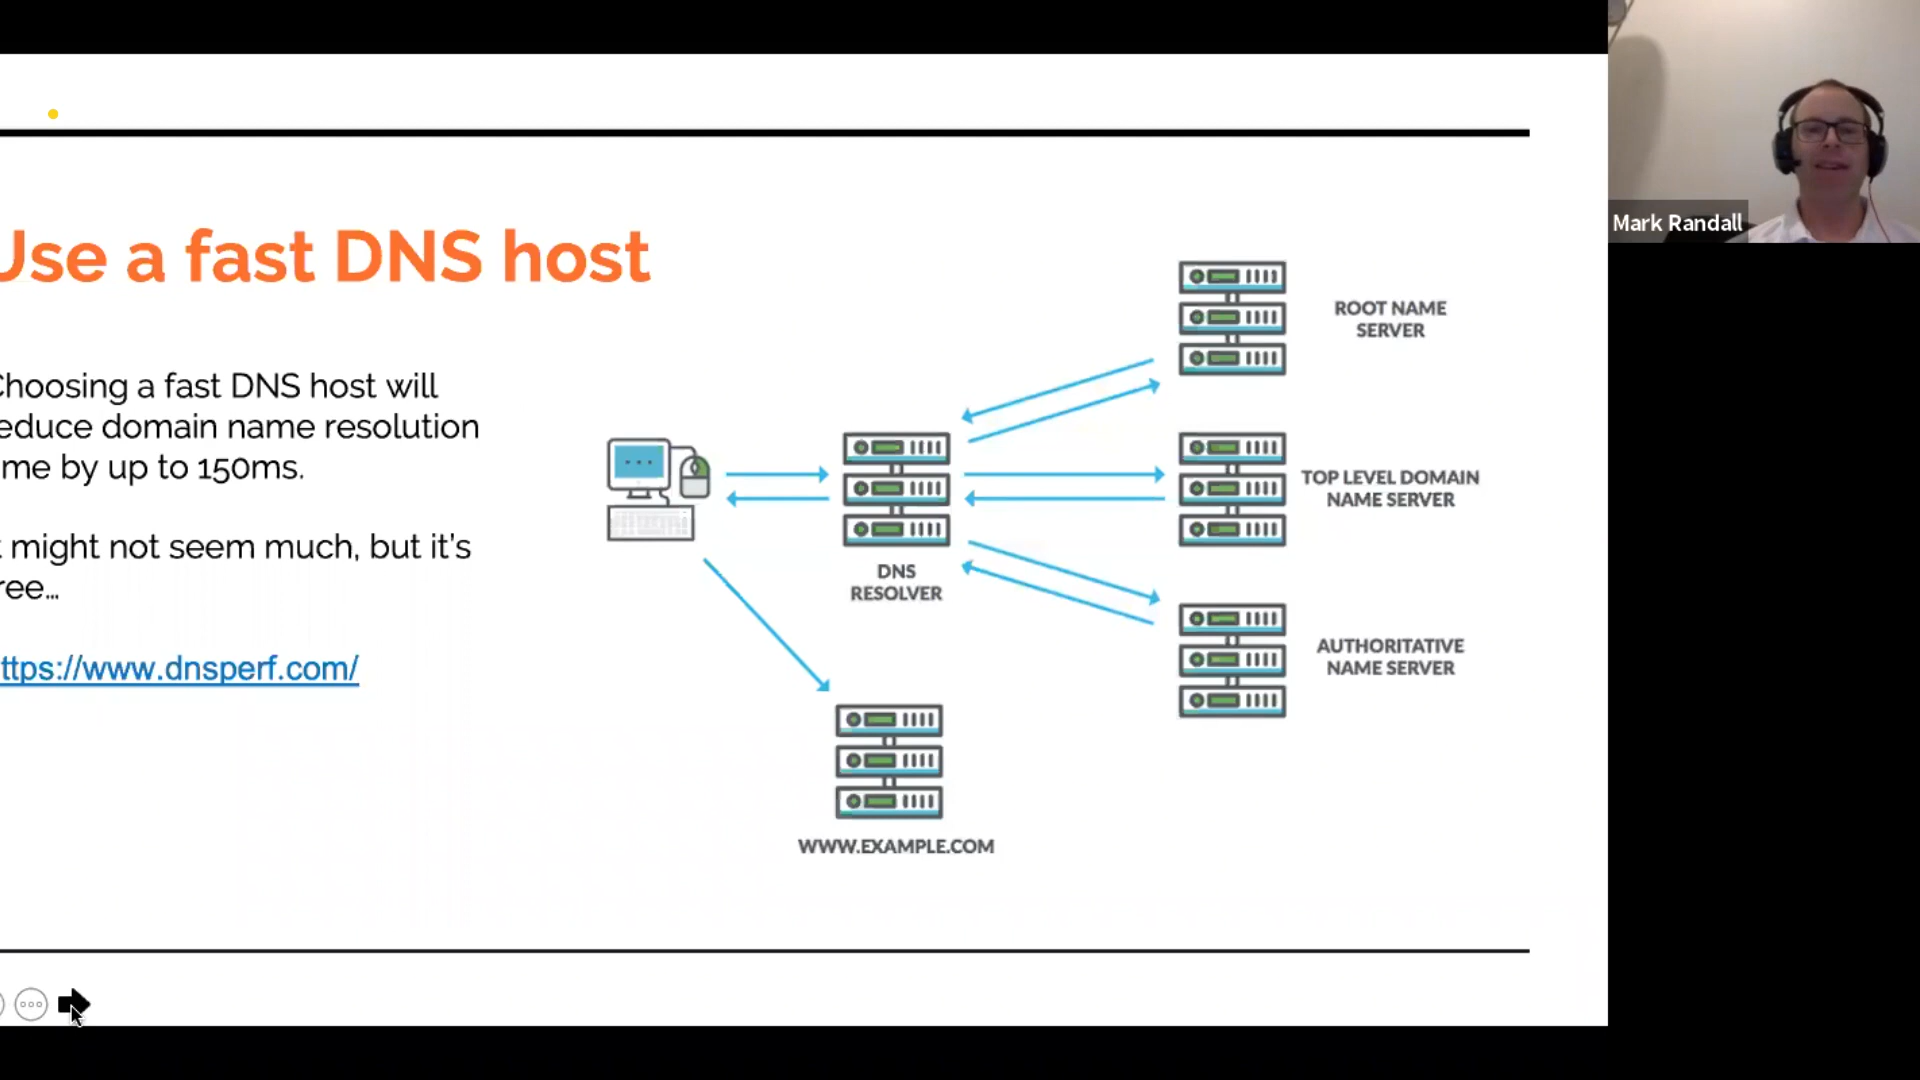 Use a fast DNS host
Choosing a fast DNS host will
educe domain name resolution
me by up to 150ms.
t might not seem much, but it's
ree...
ttps://www.dnsperf.com/
ROOT NAME
SERVER
TOP LEVEL DOMAIN
NAME SERVER
DNS
RESOLVER
AUTHORITATIVE
NAME SERVER
WWW.EXAMPLE.COM
Mark Randall